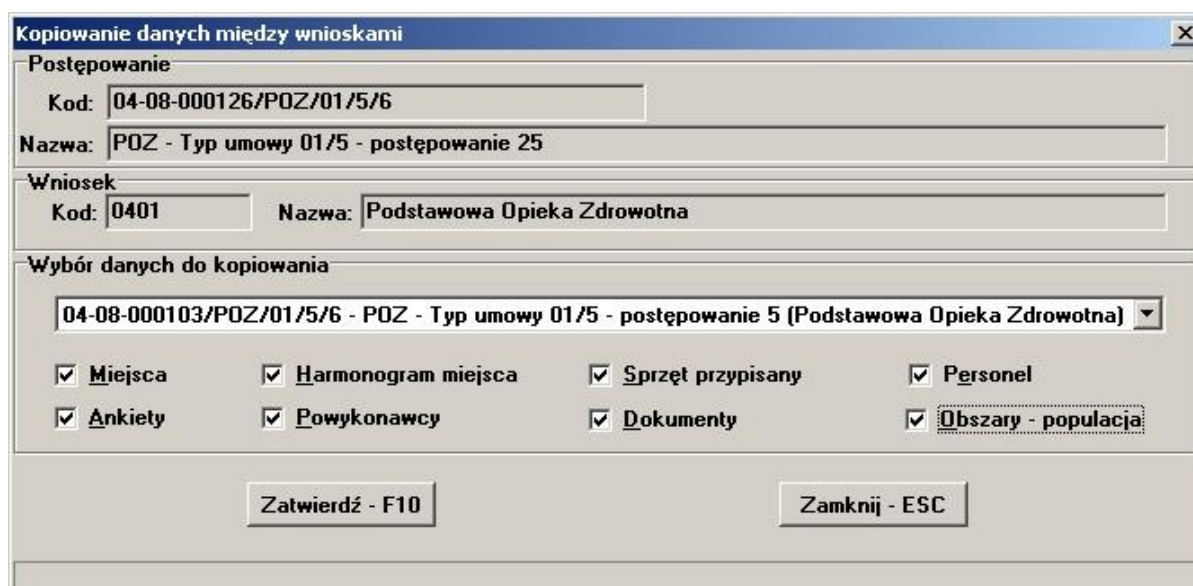 Kopiowanie danych między wnioskami
Postępowanie
Kod: 04-08-000126/POZ/01/5/6
Nazwa: POZ - Typ umowy 01/5 - postępowanie 25
Wniosek
Kod: 0401 Nazwa: Podstawowa Opieka Zdrowotna
Wybór danych do kopiowania
04-08-000103/POZ/01/5/6 - POZ - Typ umowy 01/5 - postępowanie 5 (Podstawowa Opieka Zdrowotna)
Miejsca Harmonogram miejsca Sprzęt przypisany Personel
Ankiety Powykonawcy Dokumenty Obszary - populacja
Zatwierdź - F10 Zamknij - ESC